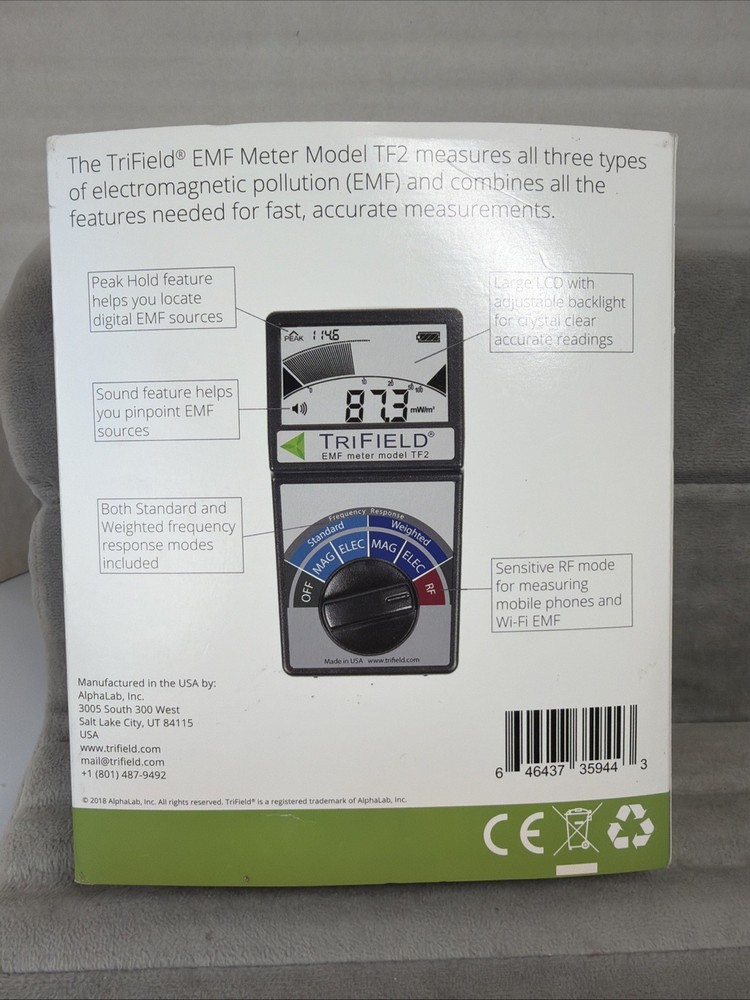 The TriField® EMF Meter Model TF2 measures all three types
of electromagnetic pollution (EMF) and combines all the
features needed for fast, accurate measurements.
Peak Hold feature
helps you locate
digital EMF sources
Large LCD with
adjustable backlight
for crystal clear
accurate readings
Sound feature helps
you pinpoint EMF
sources
Both Standard and
Weighted frequency
response modes
included
Sensitive RF mode
for measuring
mobile phones and
Wi-Fi EMF
PEAK 114.6
0 10 20 50 100
87.3 mW/m²
TRIFIELD®
EMF meter model TF2
Frequency Response
Standard Weighted
OFF MAG ELEC MAG ELEC RF
Made in USA www.trifield.com
Manufactured in the USA by:
AlphaLab, Inc.
3005 South 300 West
Salt Lake City, UT 84115
USA
www.trifield.com
mail@trifield.com
+1 (801) 487-9492
6 46437 35944 3
© 2018 AlphaLab, Inc. All rights reserved. TriField® is a registered trademark of AlphaLab, Inc.
CE